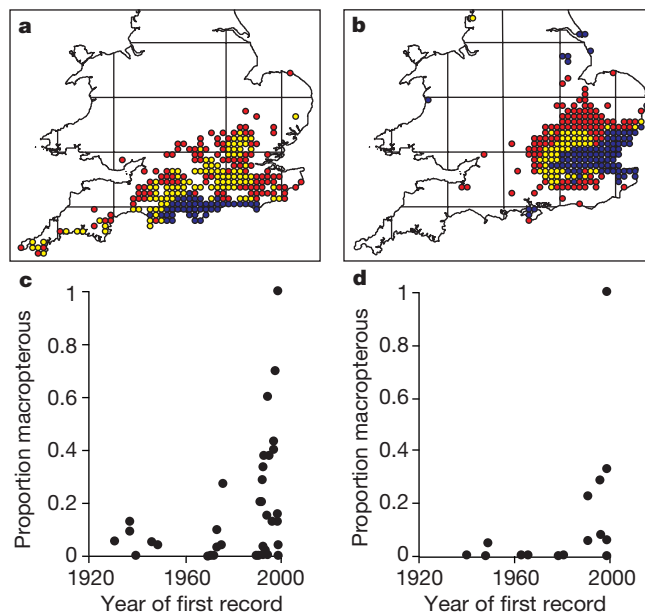 a
b
c
d
1
0.8
0.6
0.4
0.2
0
Proportion macropterous
1920
1960
2000
Year of first record
1
0.8
0.6
0.4
0.2
0
Proportion macropterous
1920
1960
2000
Year of first record